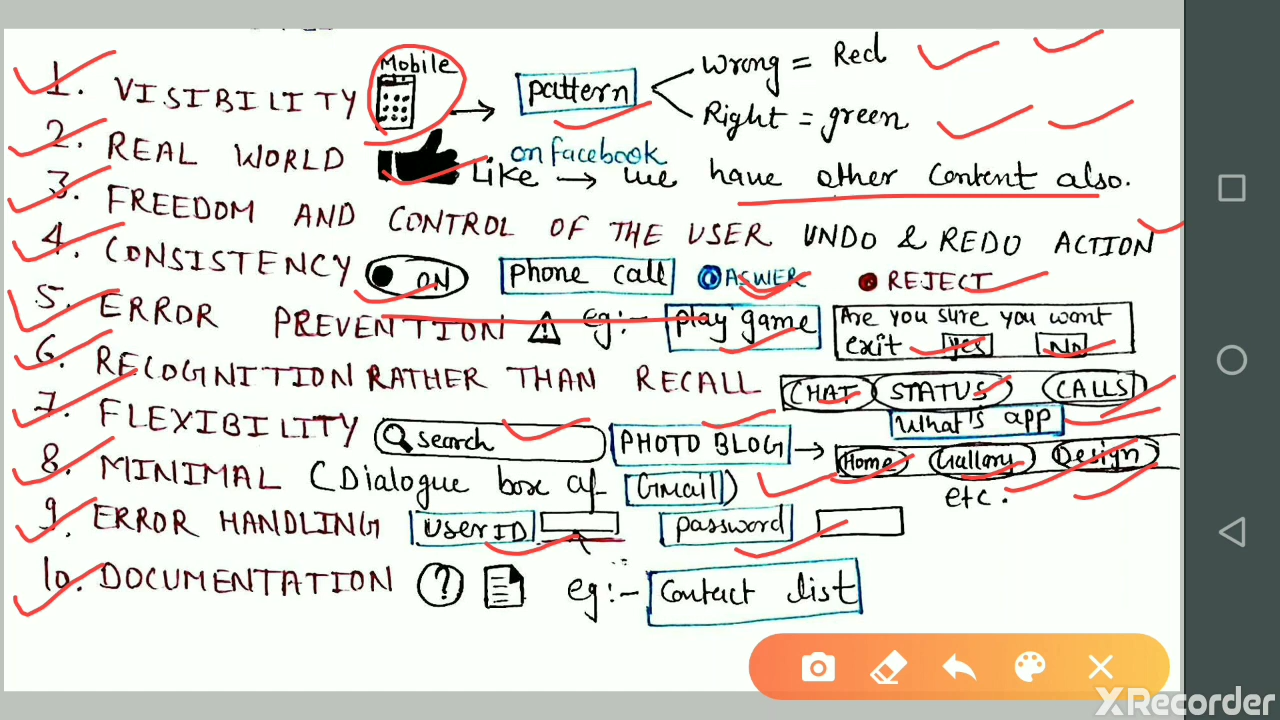 Mobile
1. VISIBILITY → pattern Wrong = Red
Right = green
2. REAL WORLD on facebook
Like → we have other content also.
3. FREEDOM AND CONTROL OF THE USER UNDO & REDO ACTION
4. CONSISTENCY ON Phone call ASWER REJECT
5. ERROR PREVENTION eg:- play game Are you sure you want
exit yes No
6. RECOGNITION RATHER THAN RECALL CHAT STATUS CALLS
What's app
7. FLEXIBILITY search PHOTO BLOG → Home Gallory Design
etc.
8. MINIMAL (Dialogue box of Gmail)
9. ERROR HANDLING user ID password
10. DOCUMENTATION ? eg:- Contact list
XRecorder